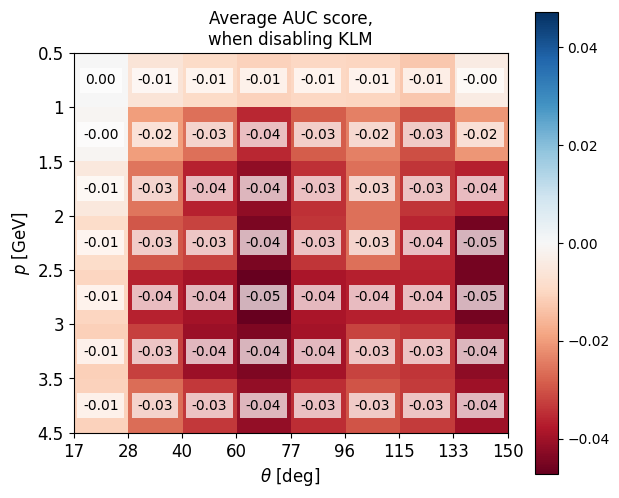 Average AUC score,
when disabling KLM
0.5
0.00 -0.01 -0.01 -0.01 -0.01 -0.01 -0.01 -0.00
1
-0.00 -0.02 -0.03 -0.04 -0.03 -0.02 -0.03 -0.02
1.5
-0.01 -0.03 -0.04 -0.04 -0.03 -0.03 -0.03 -0.04
2
-0.01 -0.03 -0.03 -0.04 -0.03 -0.03 -0.04 -0.05
2.5
-0.01 -0.04 -0.04 -0.05 -0.04 -0.04 -0.04 -0.05
3
-0.01 -0.03 -0.04 -0.04 -0.04 -0.03 -0.03 -0.04
3.5
-0.01 -0.03 -0.03 -0.04 -0.03 -0.03 -0.03 -0.04
4.5
p [GeV]
17 28 40 60 77 96 115 133 150
θ [deg]
0.04
0.02
0.00
−0.02
−0.04